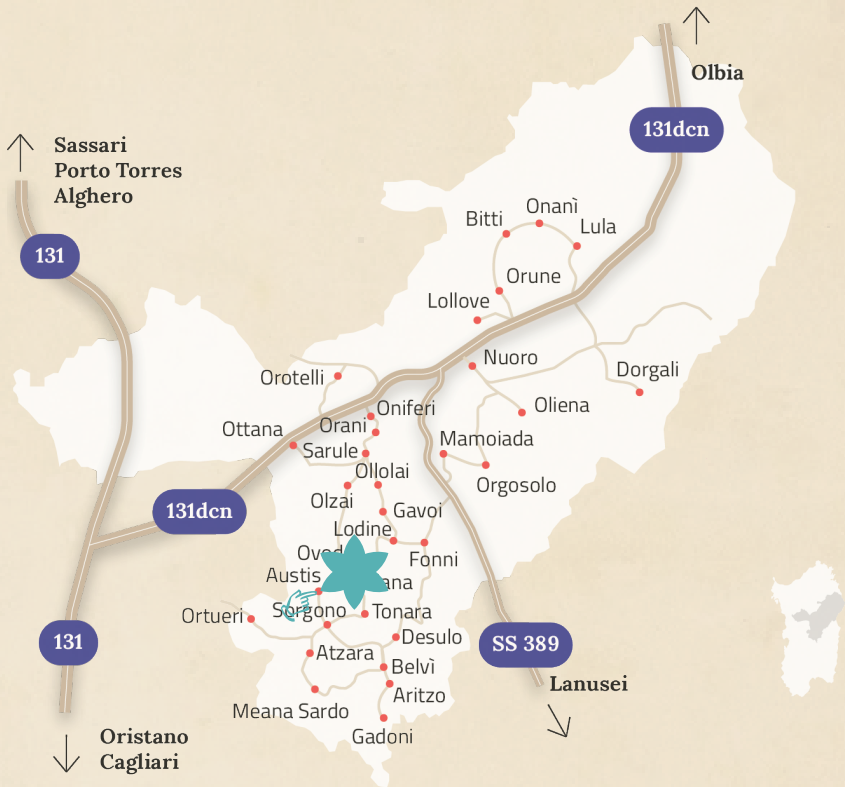 Olbia
131dcn
Sassari
Porto Torres
Alghero
131
Onanì
Bitti
Lula
Orune
Lollove
Nuoro
Dorgali
Orotelli
Oniferi
Oliena
Orani
Ottana
Mamoiada
Sarule
Ollolai
Orgosolo
Olzai
Gavoi
131dcn
Lodine
Fonni
Austis
Sorgono
Tonara
Ortueri
Desulo
131
SS 389
Atzara
Belvì
Lanusei
Aritzo
Meana Sardo
Gadoni
Oristano
Cagliari